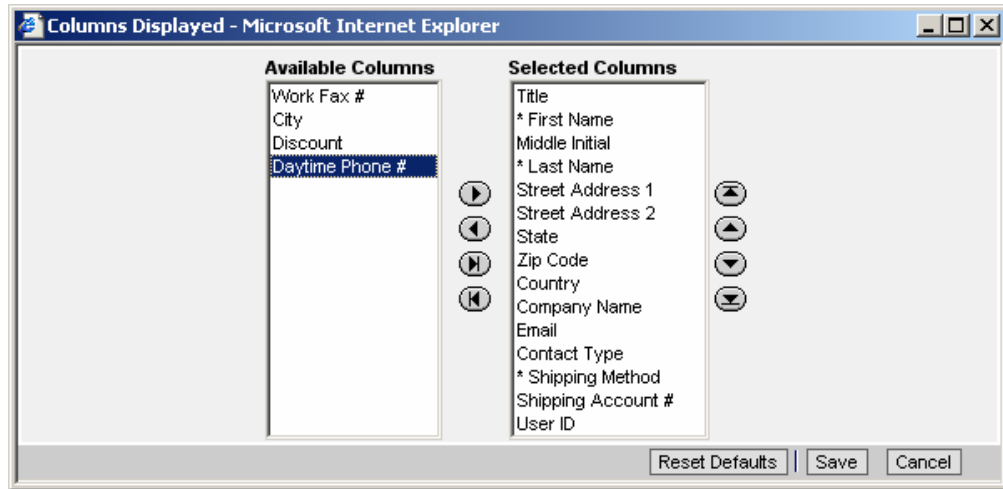 Columns Displayed - Microsoft Internet Explorer
Available Columns
Work Fax #
City
Discount
Daytime Phone #
Selected Columns
Title
* First Name
Middle Initial
* Last Name
Street Address 1
Street Address 2
State
Zip Code
Country
Company Name
Email
Contact Type
* Shipping Method
Shipping Account #
User ID
Reset Defaults
Save
Cancel